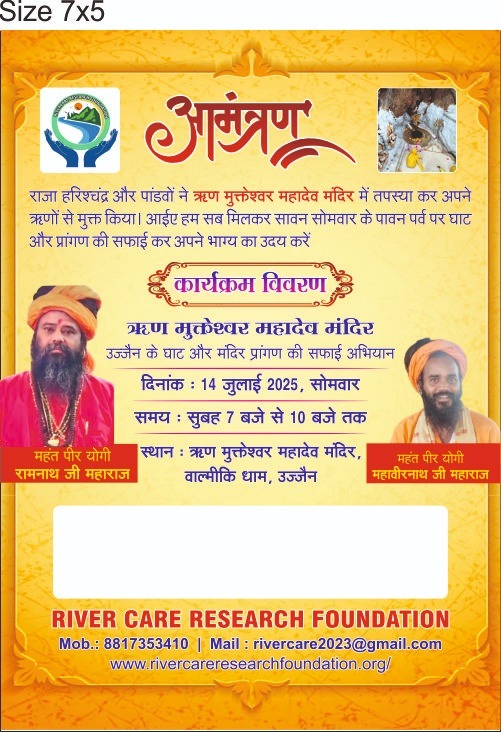 Size 7x5
आमंत्रण
राजा हरिश्चंद्र और पांडवों ने ऋण मुक्तेश्वर महादेव मंदिर में तपस्या कर अपने
ऋणों से मुक्त किया। आईए हम सब मिलकर सावन सोमवार के पावन पर्व पर घाट
और प्रांगण की सफाई कर अपने भाग्य का उदय करें
कार्यक्रम विवरण
ऋण मुक्तेश्वर महादेव मंदिर
उज्जैन के घाट और मंदिर प्रांगण की सफाई अभियान
दिनांक : 14 जुलाई 2025, सोमवार
समय : सुबह 7 बजे से 10 बजे तक
स्थान : ऋण मुक्तेश्वर महादेव मंदिर,
वाल्मीकि धाम, उज्जैन
महंत पीर योगी
रामनाथ जी महाराज
महंत पीर योगी
महावीरनाथ जी महाराज
RIVER CARE RESEARCH FOUNDATION
Mob.: 8817353410 | Mail : rivercare2023@gmail.com
www.rivercareresearchfoundation.org/